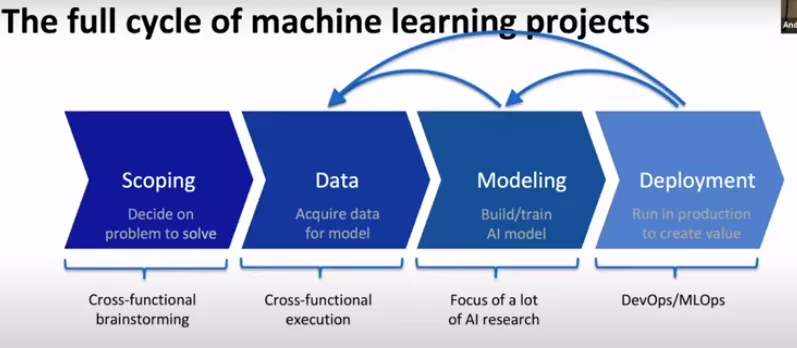 The full cycle of machine learning projects
And
Scoping
Decide on
problem to solve
Data
Acquire data
for model
Modeling
Build/train
AI model
Deployment
Run in production
to create value
Cross-functional
brainstorming
Cross-functional
execution
Focus of a lot
of AI research
DevOps/MLOps